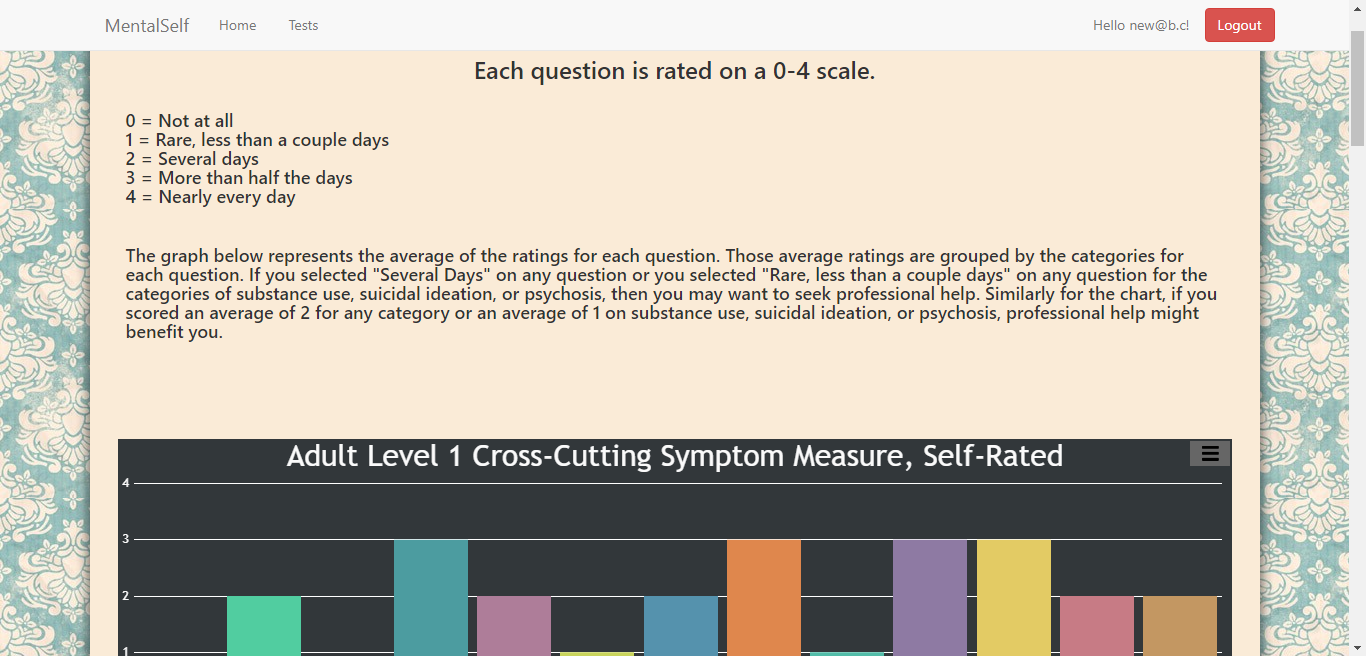 MentalSelf Home Tests Hello new@b.c! Logout
Each question is rated on a 0-4 scale.
0 = Not at all
1 = Rare, less than a couple days
2 = Several days
3 = More than half the days
4 = Nearly every day
The graph below represents the average of the ratings for each question. Those average ratings are grouped by the categories for
each question. If you selected "Several Days" on any question or you selected "Rare, less than a couple days" on any question for the
categories of substance use, suicidal ideation, or psychosis, then you may want to seek professional help. Similarly for the chart, if you
scored an average of 2 for any category or an average of 1 on substance use, suicidal ideation, or psychosis, professional help might
benefit you.
Adult Level 1 Cross-Cutting Symptom Measure, Self-Rated
4
3
2
1